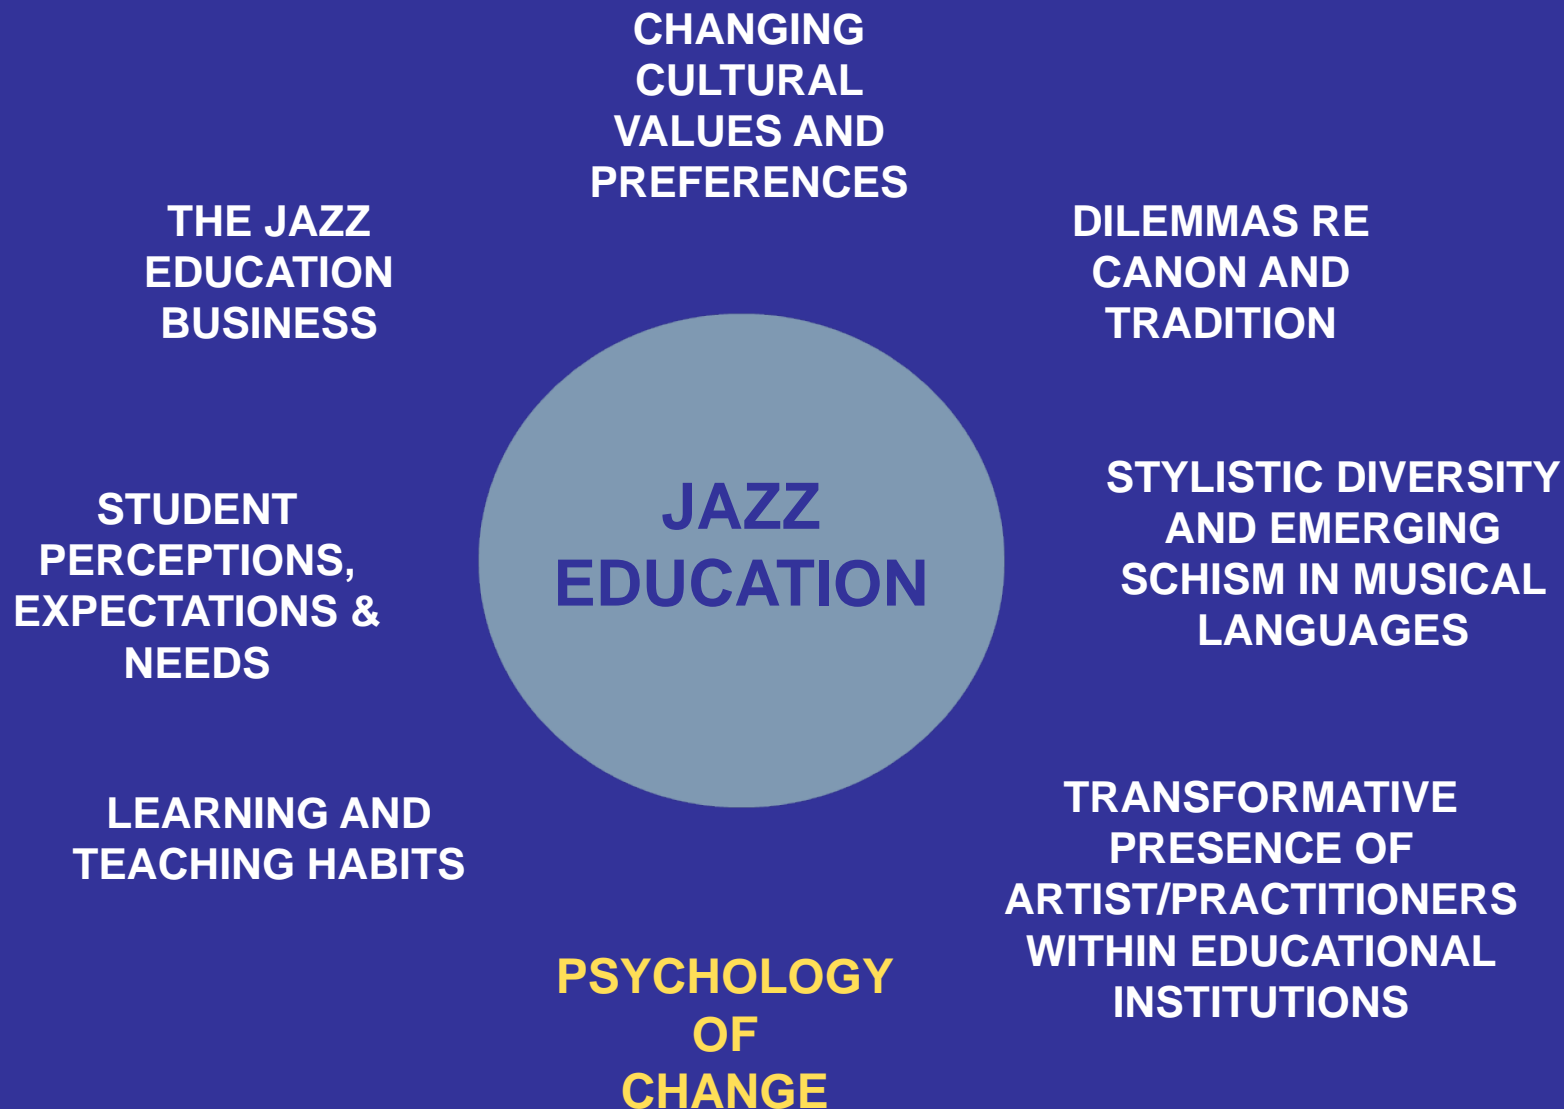 CHANGING
CULTURAL
VALUES AND
PREFERENCES
THE JAZZ
EDUCATION
BUSINESS
DILEMMAS RE
CANON AND
TRADITION
STUDENT
PERCEPTIONS,
EXPECTATIONS &
NEEDS
JAZZ
EDUCATION
STYLISTIC DIVERSITY
AND EMERGING
SCHISM IN MUSICAL
LANGUAGES
LEARNING AND
TEACHING HABITS
TRANSFORMATIVE
PRESENCE OF
ARTIST/PRACTITIONERS
WITHIN EDUCATIONAL
INSTITUTIONS
PSYCHOLOGY
OF
CHANGE